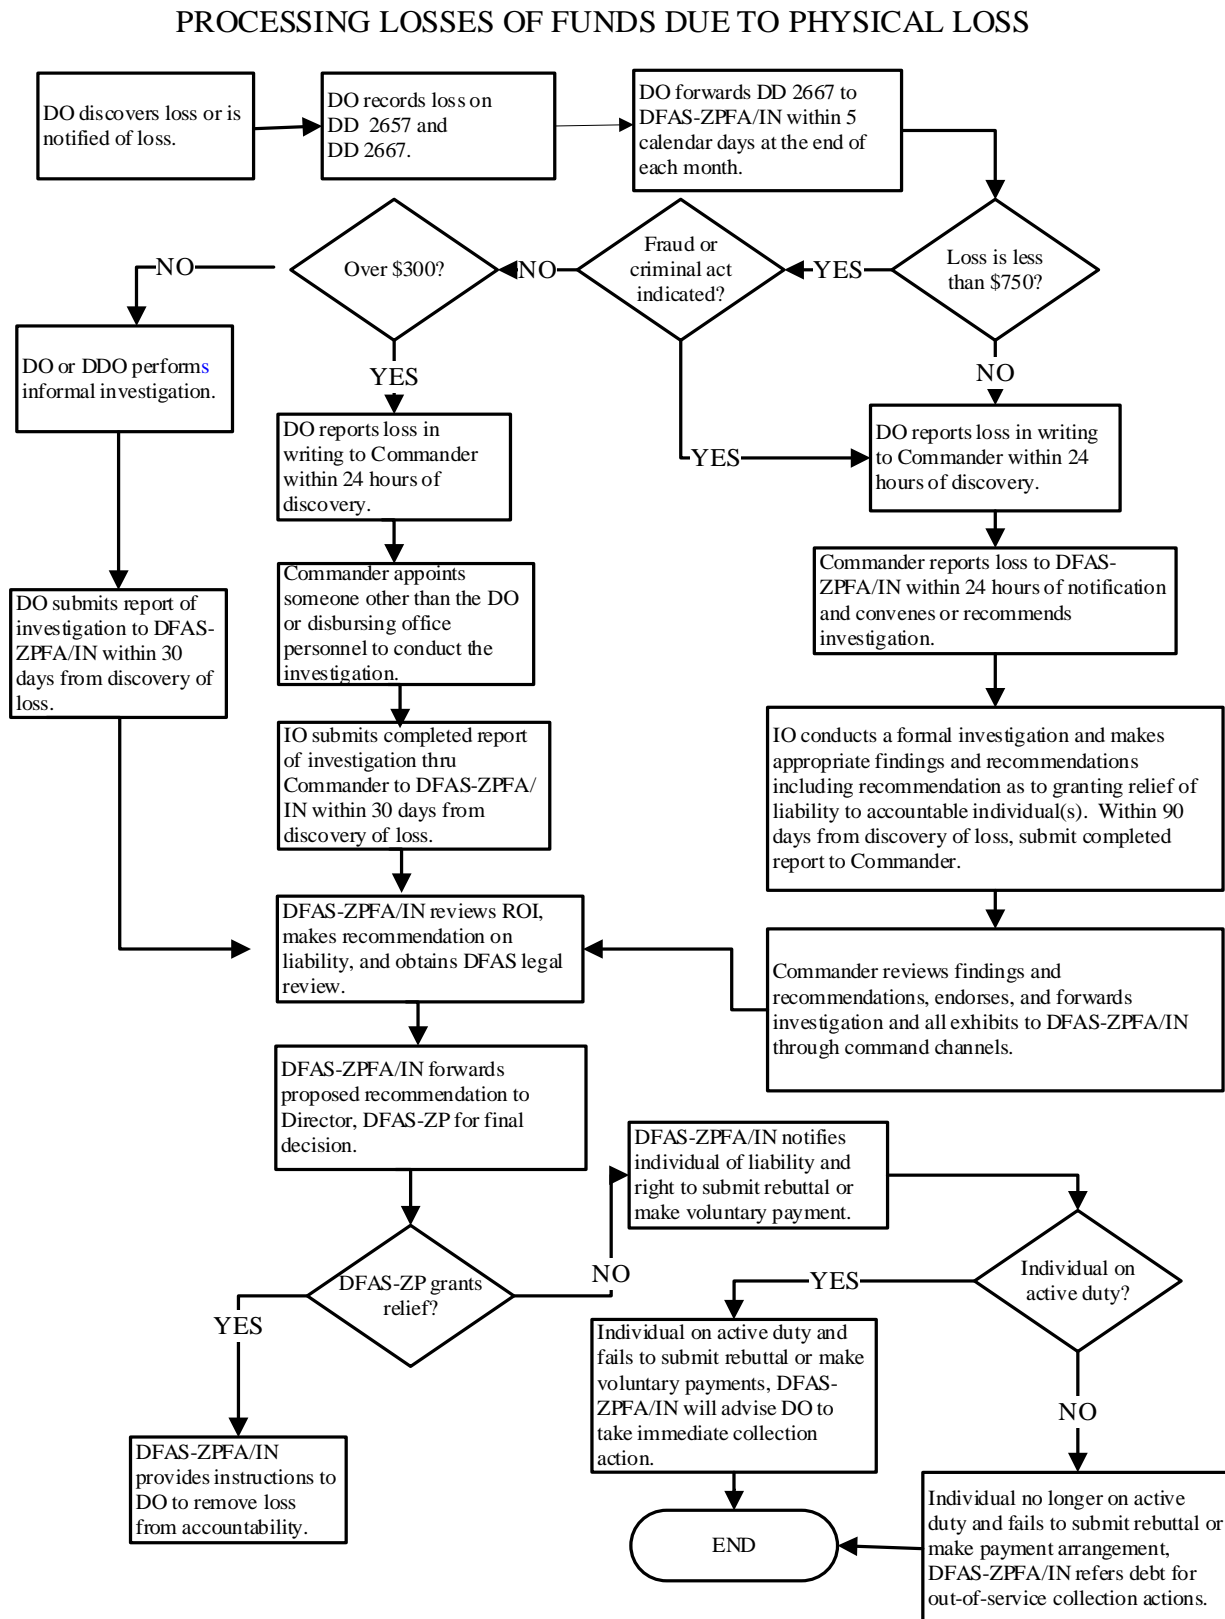 PROCESSING LOSSES OF FUNDS DUE TO PHYSICAL LOSS
DO discovers loss or is
notified of loss.
DO records loss on
DD 2657 and
DD 2667.
DO forwards DD 2667 to
DFAS-ZPFA/IN within 5
calendar days at the end of
each month.
Loss is less
than $750?
YES
Fraud or
criminal act
indicated?
NO
Over $300?
NO
DO or DDO performs
informal investigation.
YES
NO
DO reports loss in
writing to Commander
within 24 hours of
discovery.
YES
DO reports loss in writing
to Commander within 24
hours of discovery.
Commander appoints
someone other than the DO
or disbursing office
personnel to conduct the
investigation.
Commander reports loss to DFAS-
ZPFA/IN within 24 hours of notification
and convenes or recommends
investigation.
DO submits report of
investigation to DFAS-
ZPFA/IN within 30
days from discovery of
loss.
IO submits completed report
of investigation thru
Commander to DFAS-ZPFA/
IN within 30 days from
discovery of loss.
IO conducts a formal investigation and makes
appropriate findings and recommendations
including recommendation as to granting relief of
liability to accountable individual(s).  Within 90
days from discovery of loss, submit completed
report to Commander.
DFAS-ZPFA/IN reviews ROI,
makes recommendation on
liability, and obtains DFAS legal
review.
Commander reviews findings and
recommendations, endorses, and forwards
investigation and all exhibits to DFAS-ZPFA/IN
through command channels.
DFAS-ZPFA/IN forwards
proposed recommendation to
Director, DFAS-ZP for final
decision.
DFAS-ZPFA/IN notifies
individual of liability and
right to submit rebuttal or
make voluntary payment.
DFAS-ZP grants
relief?
NO
YES
Individual on
active duty?
YES
NO
Individual on active duty and
fails to submit rebuttal or make
voluntary payments, DFAS-
ZPFA/IN will advise DO to
take immediate collection
action.
DFAS-ZPFA/IN
provides instructions to
DO to remove loss
from accountability.
Individual no longer on active
duty and fails to submit rebuttal or
make payment arrangement,
DFAS-ZPFA/IN refers debt for
out-of-service collection actions.
END